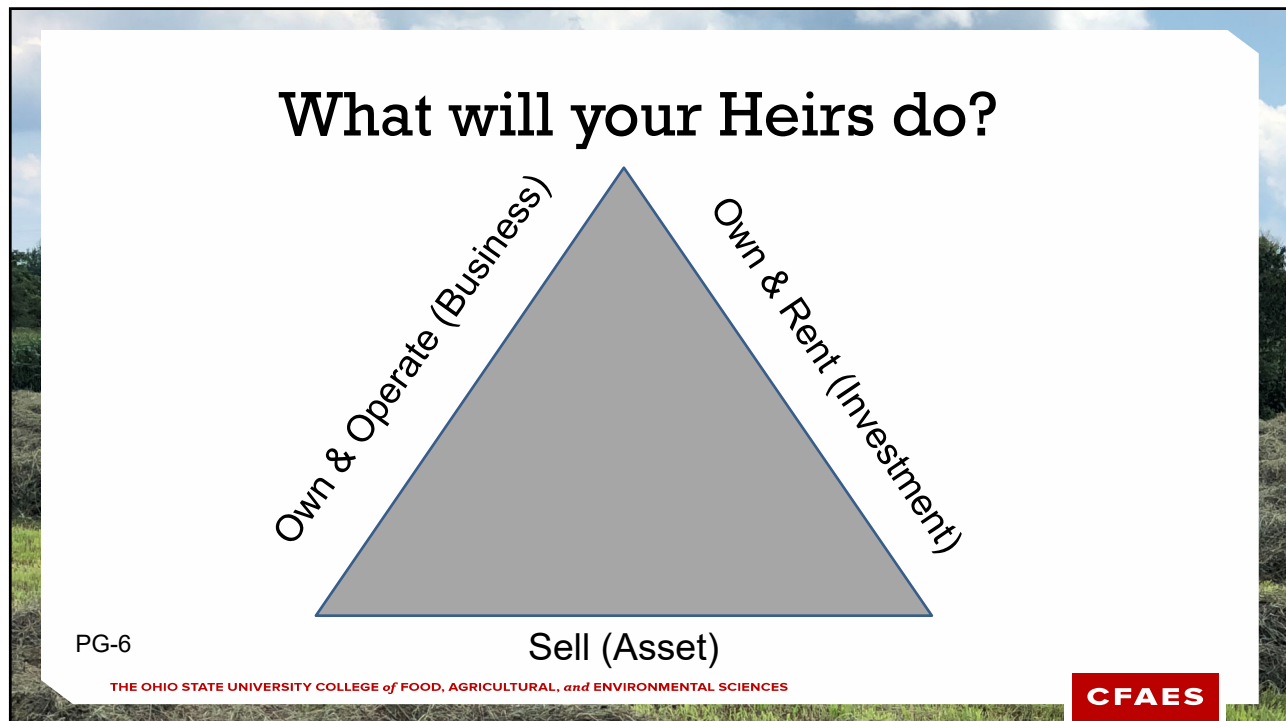 What will your Heirs do?
Own & Operate (Business)
Own & Rent (Investment)
Sell (Asset)
PG-6
THE OHIO STATE UNIVERSITY COLLEGE of FOOD, AGRICULTURAL, and ENVIRONMENTAL SCIENCES
CFAES